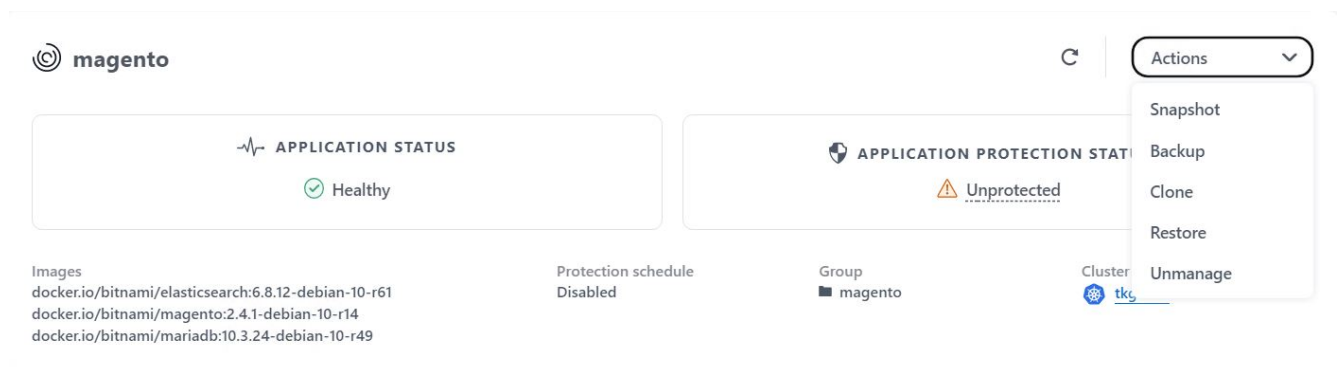 magento
Actions
Snapshot
Backup
Clone
Restore
Unmanage
APPLICATION STATUS
Healthy
APPLICATION PROTECTION
Unprotected
Images
docker.io/bitnami/elasticsearch:6.8.12-debian-10-r61
docker.io/bitnami/magento:2.4.1-debian-10-r14
docker.io/bitnami/mariadb:10.3.24-debian-10-r49
Protection schedule
Disabled
Group
magento
Cluster